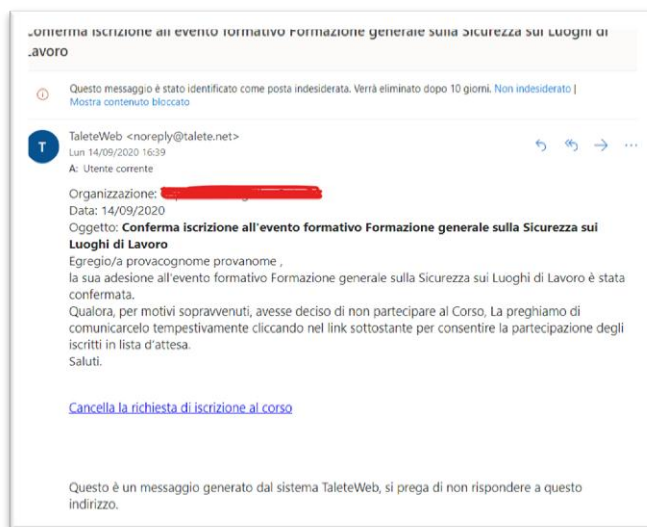 Conferma iscrizione all'evento formativo Formazione generale sulla Sicurezza sui Luoghi di
Lavoro
Questo messaggio è stato identificato come posta indesiderata. Verrà eliminato dopo 10 giorni. Non indesiderato |
Mostra contenuto bloccato
T
TaleteWeb <noreply@talete.net>
Lun 14/09/2020 16:39
A: Utente corrente
Organizzazione:
Data: 14/09/2020
Oggetto: Conferma iscrizione all'evento formativo Formazione generale sulla Sicurezza sui
Luoghi di Lavoro
Egregio/a provacognome provanome ,
la sua adesione all'evento formativo Formazione generale sulla Sicurezza sui Luoghi di Lavoro è stata
confermata.
Qualora, per motivi sopravvenuti, avesse deciso di non partecipare al Corso, La preghiamo di
comunicarcelo tempestivamente cliccando nel link sottostante per consentire la partecipazione degli
iscritti in lista d'attesa.
Saluti.
Cancella la richiesta di iscrizione al corso
Questo è un messaggio generato dal sistema TaleteWeb, si prega di non rispondere a questo
indirizzo.